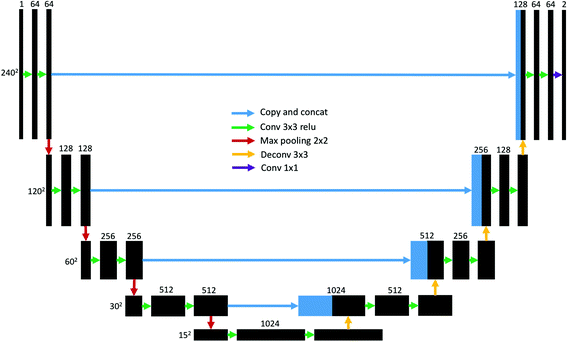 1 64 64
128 64 64 2
240²
Copy and concat
Conv 3x3 relu
Max pooling 2x2
Deconv 3x3
Conv 1x1
128 128
256 128
120²
256 256
512 256
60²
512 512
1024 512
30²
1024
15²